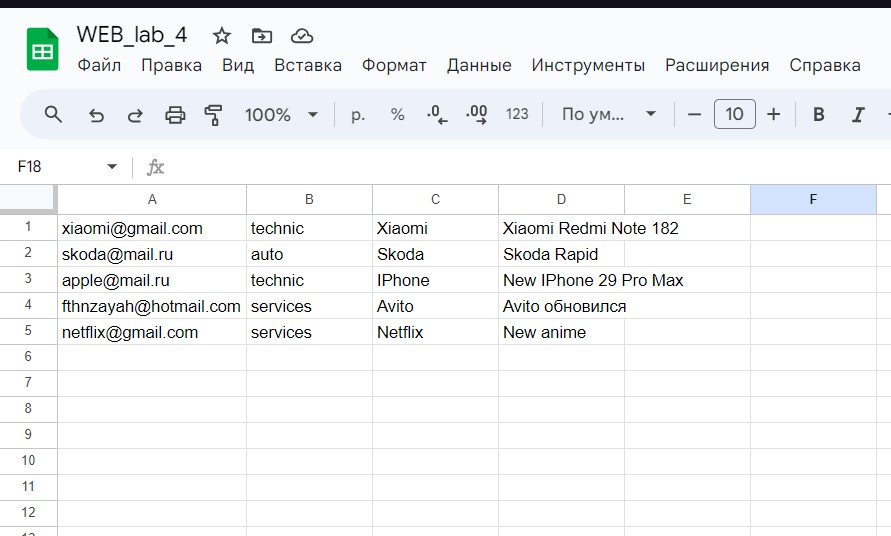 WEB_lab_4
Файл Правка Вид Вставка Формат Данные Инструменты Расширения Справка
100% р. % .0 .00 123 По ум... 10 B I
F18 fx
A B C D E F
1 xiaomi@gmail.com technic Xiaomi Xiaomi Redmi Note 182
2 skoda@mail.ru auto Skoda Skoda Rapid
3 apple@mail.ru technic IPhone New IPhone 29 Pro Max
4 fthnzayah@hotmail.com services Avito Avito обновился
5 netflix@gmail.com services Netflix New anime
6
7
8
9
10
11
12